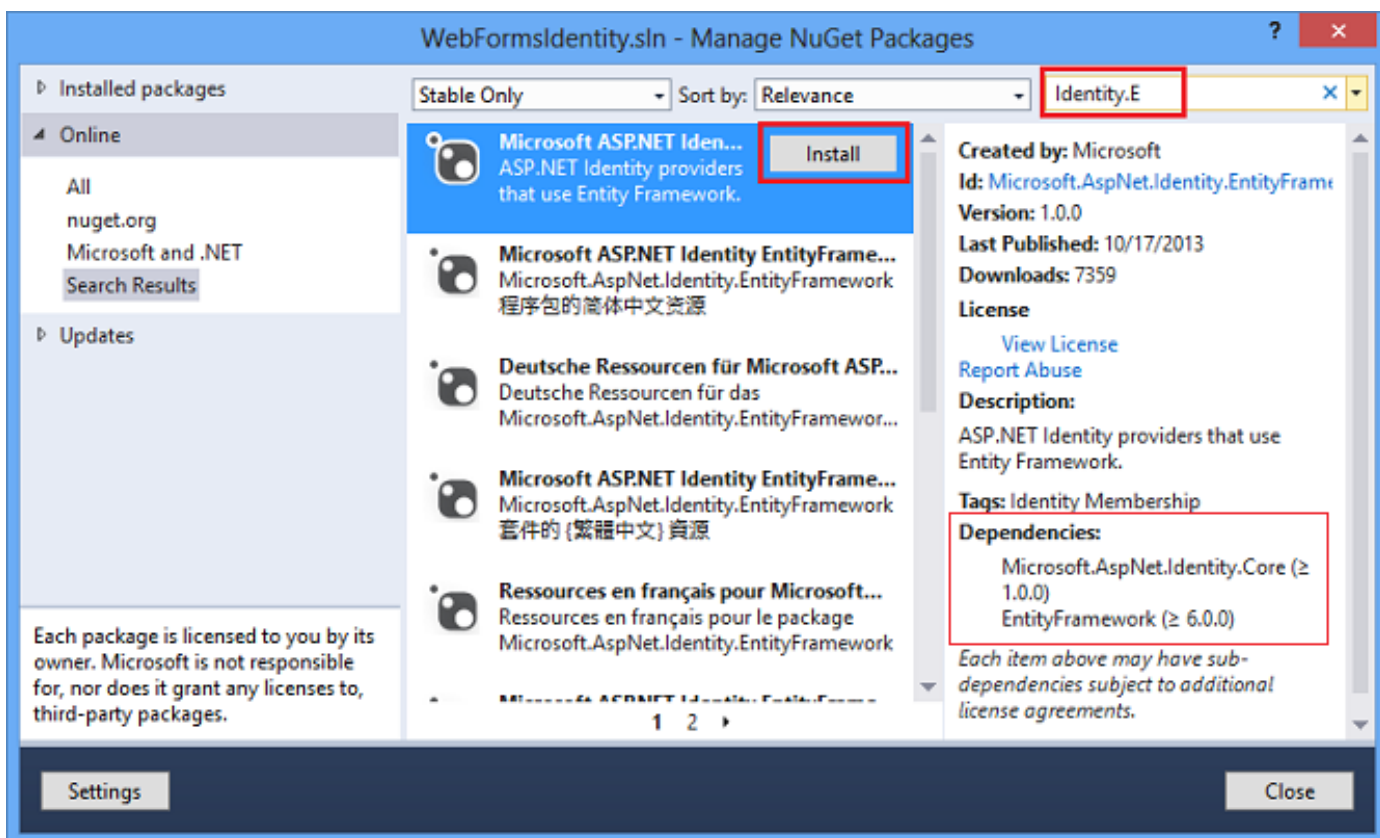 WebFormsIdentity.sln - Manage NuGet Packages
?
Installed packages
Online
All
nuget.org
Microsoft and .NET
Search Results
Updates
Each package is licensed to you by its
owner. Microsoft is not responsible
for, nor does it grant any licenses to,
third-party packages.
Stable Only
Sort by: Relevance
Identity.E
Microsoft ASP.NET Iden...
ASP.NET Identity providers
that use Entity Framework.
Install
Microsoft ASP.NET Identity EntityFrame...
Microsoft.AspNet.Identity.EntityFramework
程序包的简体中文资源
Deutsche Ressourcen für Microsoft ASP...
Deutsche Ressourcen für das
Microsoft.AspNet.Identity.EntityFramewor...
Microsoft ASP.NET Identity EntityFrame...
Microsoft.AspNet.Identity.EntityFramework
套件的 {繁體中文} 資源
Ressources en français pour Microsoft...
Ressources en français pour le package
Microsoft.AspNet.Identity.EntityFramework
Microsoft ASP.NET Identity EntityFrame...
1 2
Created by: Microsoft
Id: Microsoft.AspNet.Identity.EntityFrame
Version: 1.0.0
Last Published: 10/17/2013
Downloads: 7359
License
View License
Report Abuse
Description:
ASP.NET Identity providers that use
Entity Framework.
Tags: Identity Membership
Dependencies:
Microsoft.AspNet.Identity.Core (≥
1.0.0)
EntityFramework (≥ 6.0.0)
Each item above may have sub-
dependencies subject to additional
license agreements.
Settings
Close